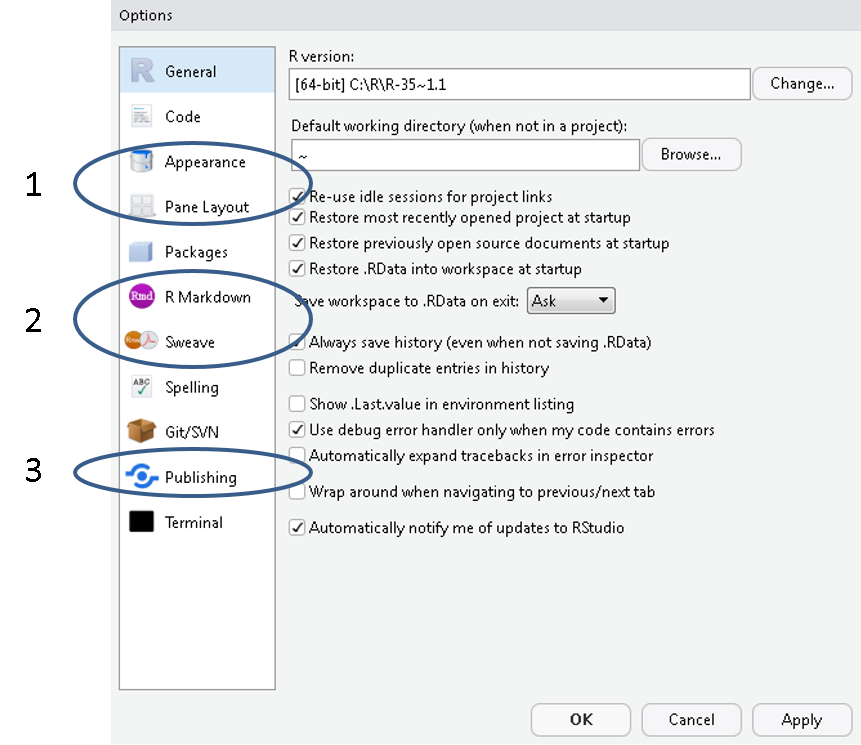 Options
General
Code
1
Appearance
Pane Layout
Packages
2
Rmd R Markdown
Sweave
ABC Spelling
Git/SVN
3
Publishing
Terminal
R version:
[64-bit] C:\R\R-35~1.1
Change...
Default working directory (when not in a project):
~
Browse...
Re-use idle sessions for project links
Restore most recently opened project at startup
Restore previously open source documents at startup
Restore .RData into workspace at startup
Save workspace to .RData on exit: Ask
Always save history (even when not saving .RData)
Remove duplicate entries in history
Show .Last.value in environment listing
Use debug error handler only when my code contains errors
Automatically expand tracebacks in error inspector
Wrap around when navigating to previous/next tab
Automatically notify me of updates to RStudio
OK Cancel Apply